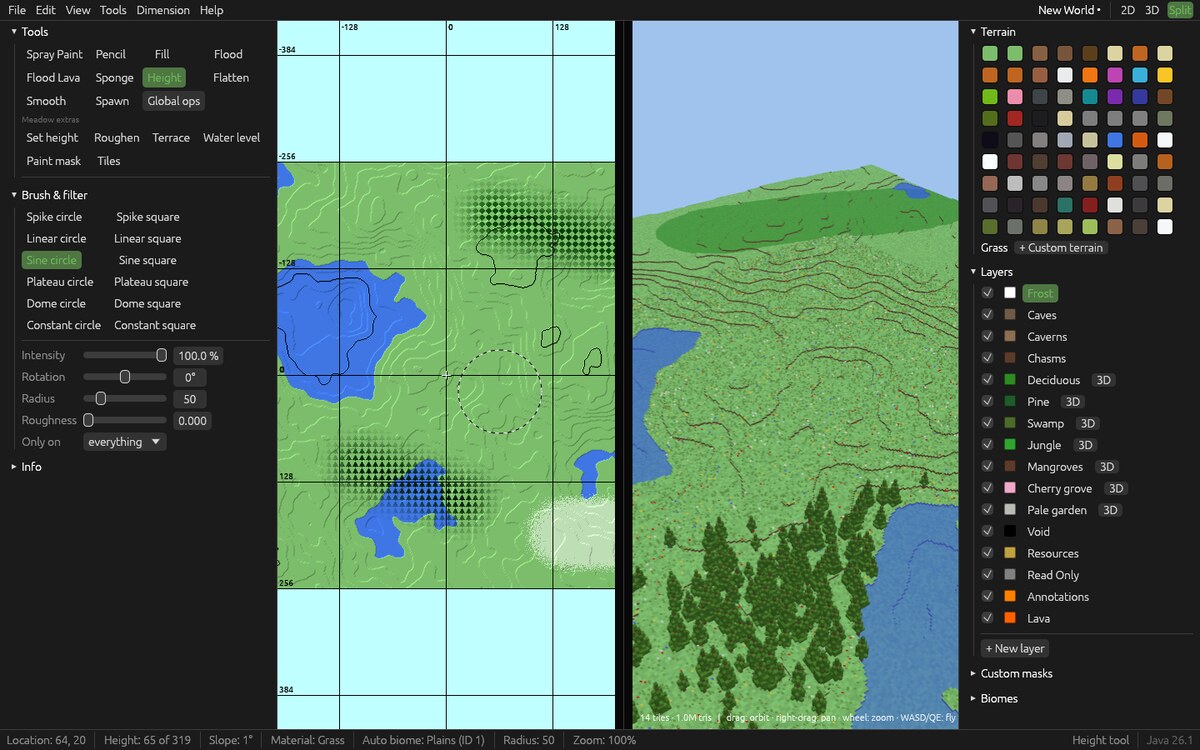 File Edit View Tools Dimension Help New World• 2D 3D Split
Tools
Spray Paint Pencil Fill Flood
Flood Lava Sponge Height Flatten
Smooth Spawn Global ops
Meadow extras
Set height Roughen Terrace Water level
Paint mask Tiles
Brush & filter
Spike circle Spike square
Linear circle Linear square
Sine circle Sine square
Plateau circle Plateau square
Dome circle Dome square
Constant circle Constant square
Intensity 100.0 %
Rotation 0°
Radius 50
Roughness 0.000
Only on everything
Info
-128 0 128
-384
-256
-128
0
128
256
384
14 tiles · 1.0M tris | drag: orbit · right-drag: pan · wheel: zoom · WASD/QE: fly
Terrain
Grass + Custom terrain
Layers
Frost
Caves
Caverns
Chasms
Deciduous 3D
Pine 3D
Swamp 3D
Jungle 3D
Mangroves 3D
Cherry grove 3D
Pale garden 3D
Void
Resources
Read Only
Annotations
Lava
+ New layer
Custom masks
Biomes
Location: 64, 20 Height: 65 of 319 Slope: 1° Material: Grass Auto biome: Plains (ID 1) Radius: 50 Zoom: 100% Height tool Java 26.1